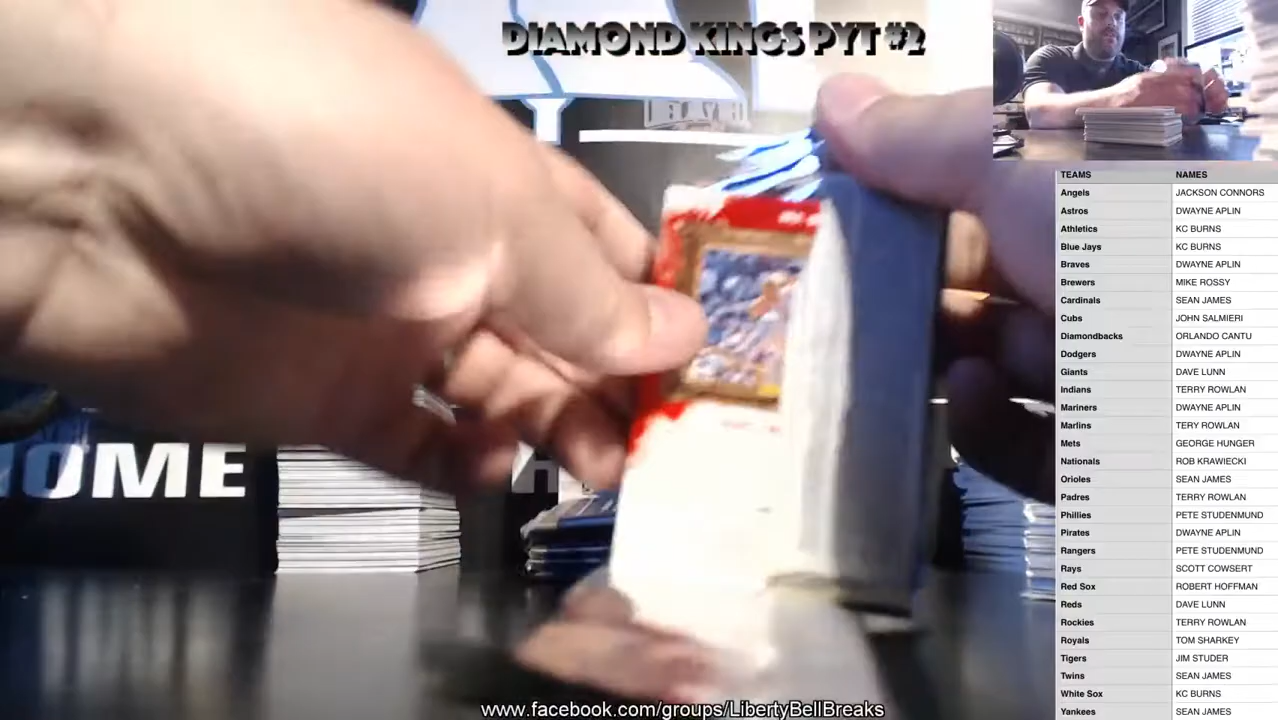 DIAMOND KINGS PYT #2
TEAMS NAMES
Angels JACKSON CONNORS
Astros DWAYNE APLIN
Athletics KC BURNS
Blue Jays KC BURNS
Braves DWAYNE APLIN
Brewers MIKE ROSSY
Cardinals SEAN JAMES
Cubs JOHN SALMIERI
Diamondbacks ORLANDO CANTU
Dodgers DWAYNE APLIN
Giants DAVE LUNN
Indians TERRY ROWLAN
Mariners DWAYNE APLIN
Marlins TERY ROWLAN
Mets GEORGE HUNGER
Nationals ROB KRAWIECKI
Orioles SEAN JAMES
Padres TERRY ROWLAN
Phillies PETE STUDENMUND
Pirates DWAYNE APLIN
Rangers PETE STUDENMUND
Rays SCOTT COWSERT
Red Sox ROBERT HOFFMAN
Reds DAVE LUNN
Rockies TERRY ROWLAN
Royals TOM SHARKEY
Tigers JIM STUDER
Twins SEAN JAMES
White Sox KC BURNS
Yankees SEAN JAMES
HOME
www.facebook.com/groups/LibertyBellBreaks